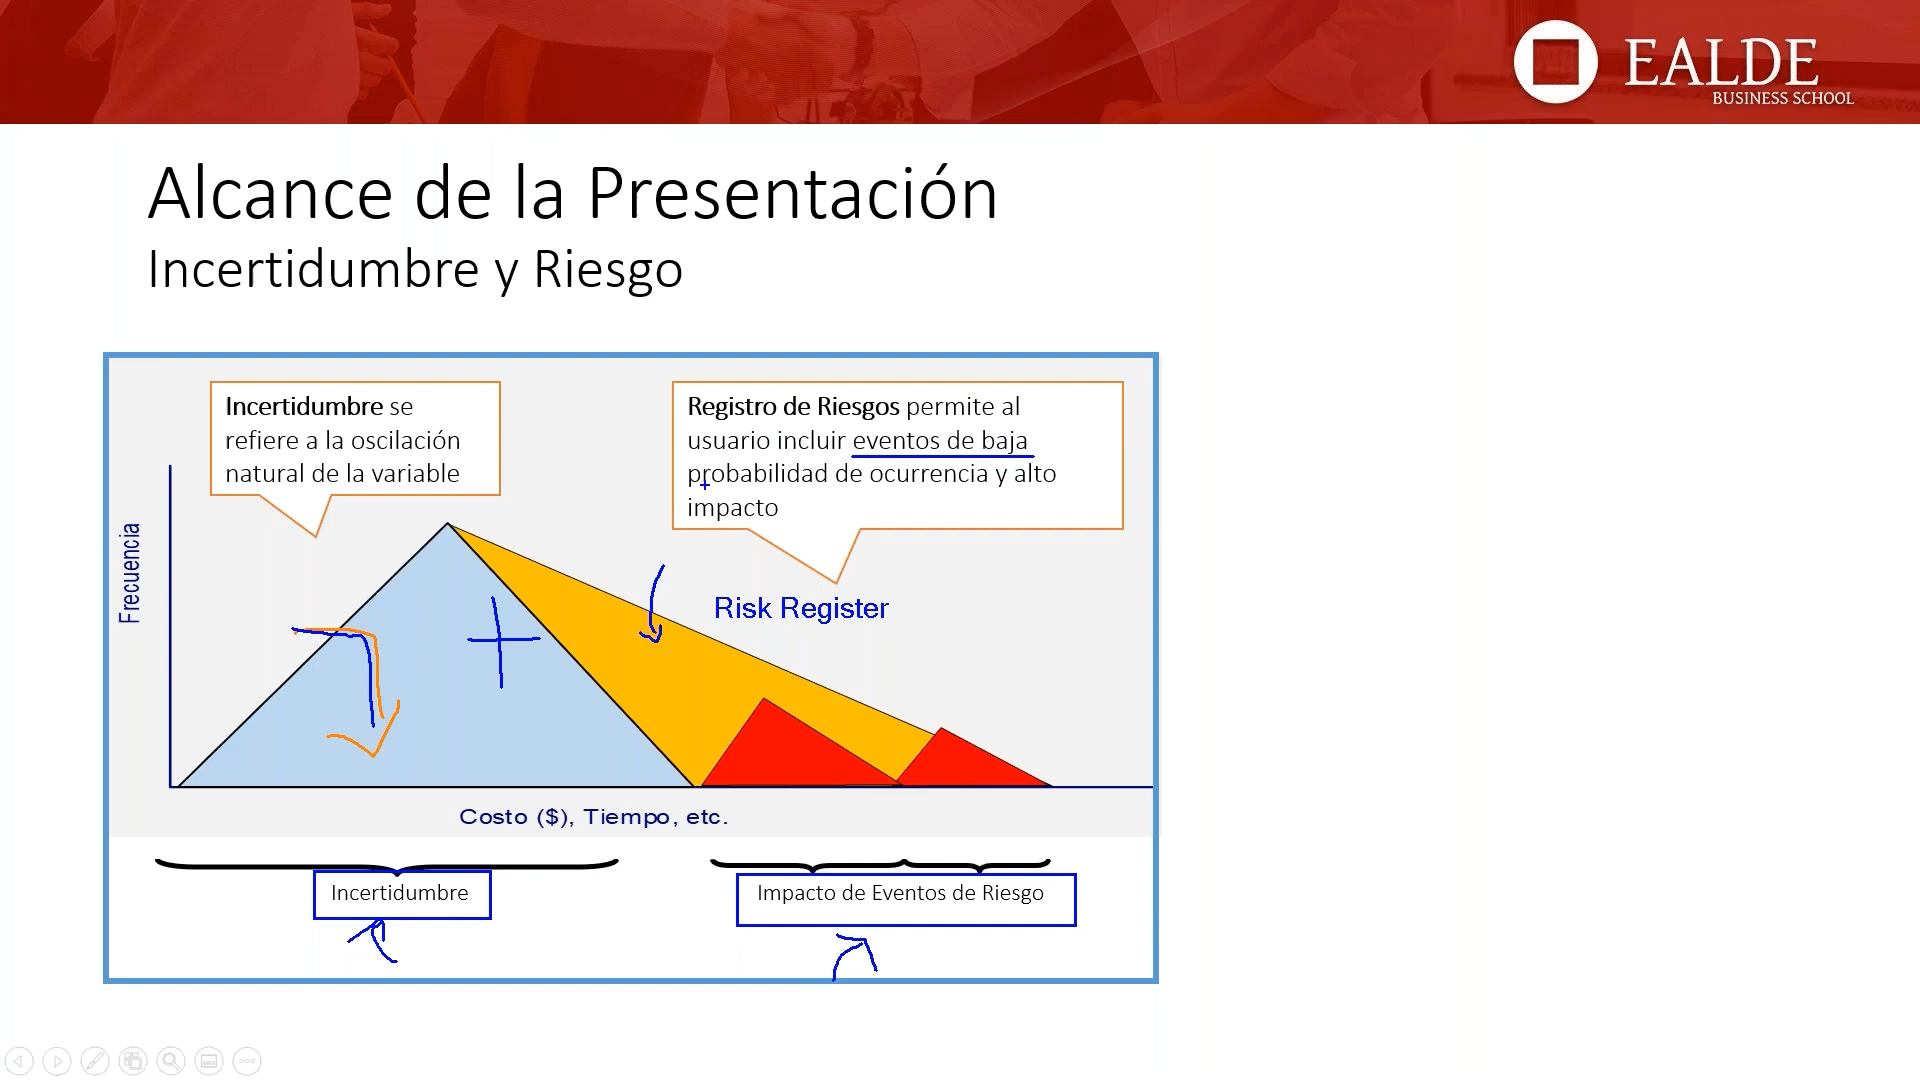 EALDE
BUSINESS SCHOOL
Alcance de la Presentación
Incertidumbre y Riesgo
Incertidumbre se
refiere a la oscilación
natural de la variable
Registro de Riesgos permite al
usuario incluir eventos de baja
probabilidad de ocurrencia y alto
impacto
Frecuencia
Risk Register
Costo ($), Tiempo, etc.
Incertidumbre
Impacto de Eventos de Riesgo